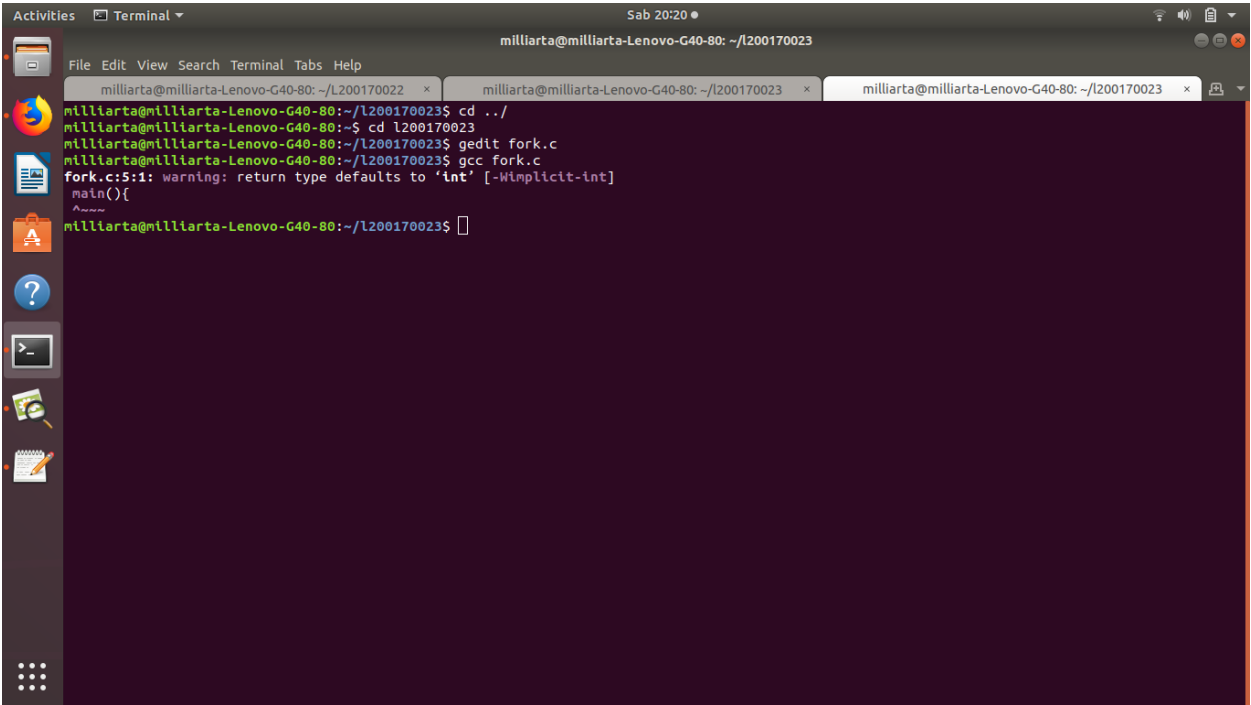 Activities Terminal Sab 20:20
milliarta@milliarta-Lenovo-G40-80: ~/l200170023
File Edit View Search Terminal Tabs Help
milliarta@milliarta-Lenovo-G40-80: ~/L200170022 × milliarta@milliarta-Lenovo-G40-80: ~/l200170023 × milliarta@milliarta-Lenovo-G40-80: ~/l200170023 ×
milliarta@milliarta-Lenovo-G40-80:~/l200170023$ cd ../
milliarta@milliarta-Lenovo-G40-80:~$ cd l200170023
milliarta@milliarta-Lenovo-G40-80:~/l200170023$ gedit fork.c
milliarta@milliarta-Lenovo-G40-80:~/l200170023$ gcc fork.c
fork.c:5:1: warning: return type defaults to ‘int’ [-Wimplicit-int]
 main(){
 ^~~~
milliarta@milliarta-Lenovo-G40-80:~/l200170023$